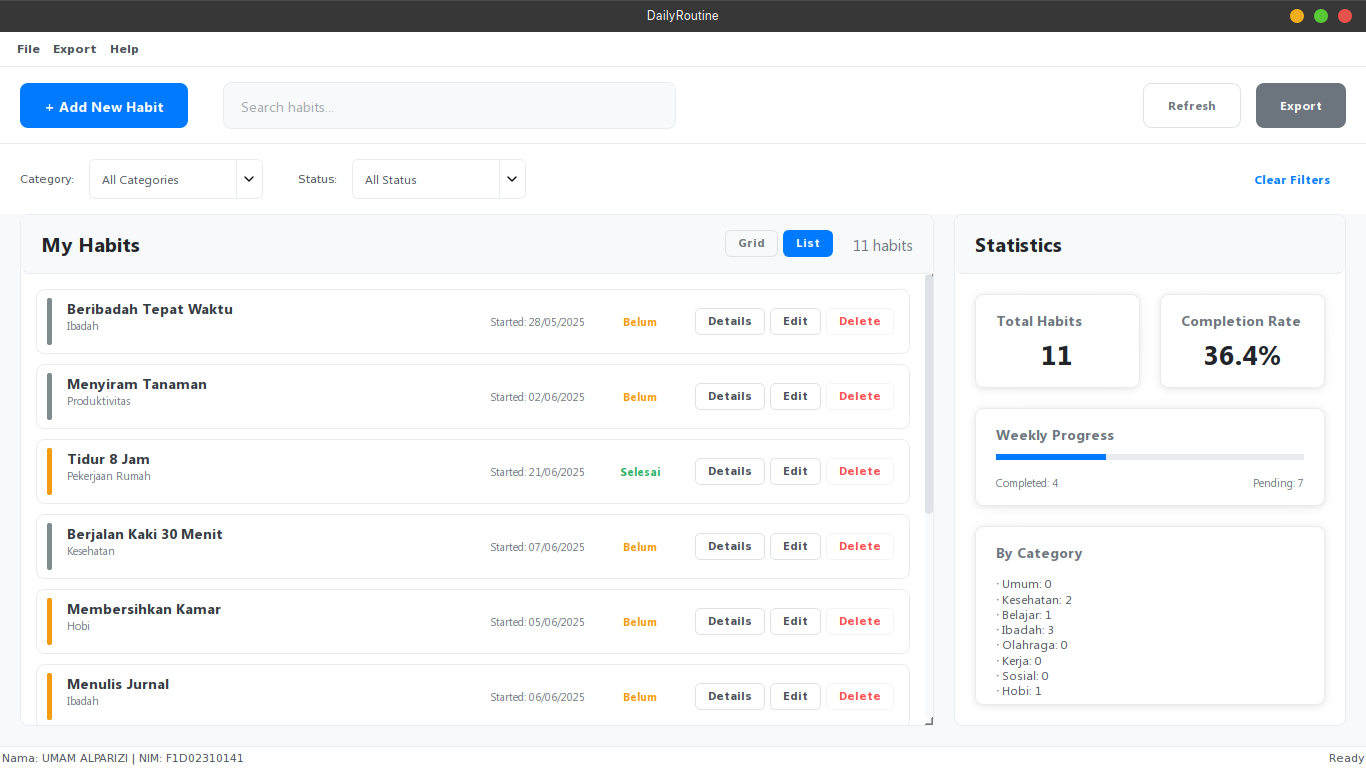 DailyRoutine
File Export Help
+ Add New Habit Search habits... Refresh Export
Category: All Categories Status: All Status Clear Filters
My Habits Grid List 11 habits
Beribadah Tepat Waktu
Ibadah
Started: 28/05/2025 Belum Details Edit Delete
Menyiram Tanaman
Produktivitas
Started: 02/06/2025 Belum Details Edit Delete
Tidur 8 Jam
Pekerjaan Rumah
Started: 21/06/2025 Selesai Details Edit Delete
Berjalan Kaki 30 Menit
Kesehatan
Started: 07/06/2025 Belum Details Edit Delete
Membersihkan Kamar
Hobi
Started: 05/06/2025 Belum Details Edit Delete
Menulis Jurnal
Ibadah
Started: 06/06/2025 Belum Details Edit Delete
Statistics
Total Habits
11
Completion Rate
36.4%
Weekly Progress
Completed: 4 Pending: 7
By Category
· Umum: 0
· Kesehatan: 2
· Belajar: 1
· Ibadah: 3
· Olahraga: 0
· Kerja: 0
· Sosial: 0
· Hobi: 1
Nama: UMAM ALPARIZI | NIM: F1D02310141 Ready